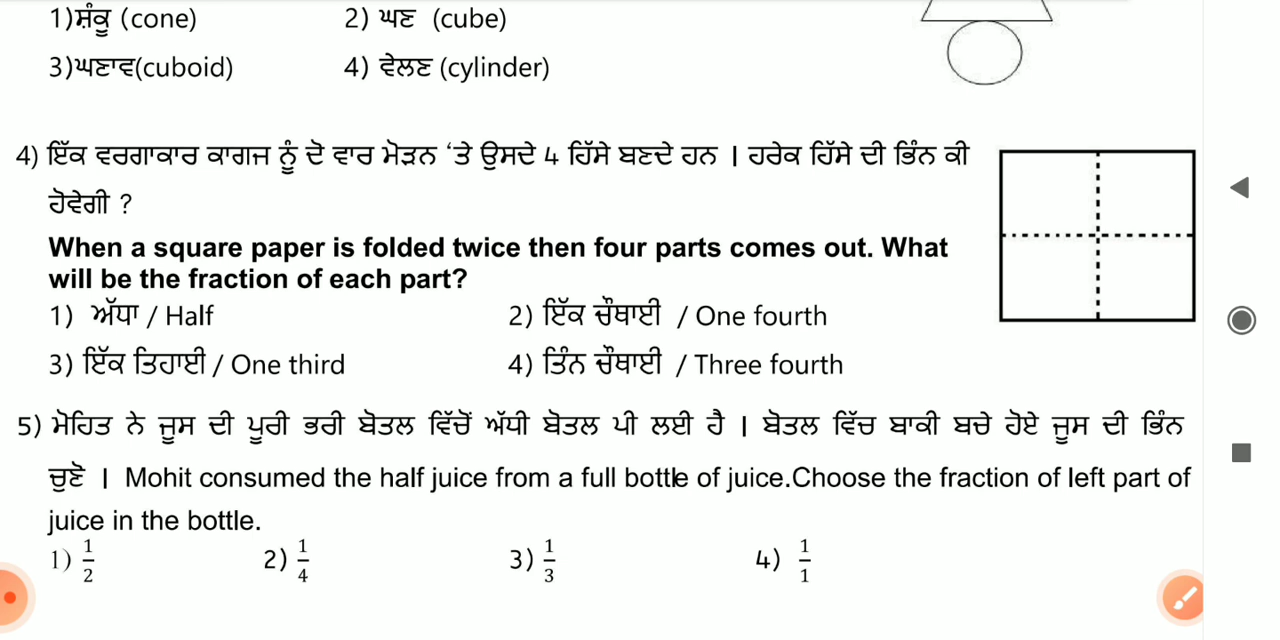 1)ਸ਼ੰਕੂ (cone) 2) ਘਣ (cube)
3)ਘਣਾਵ(cuboid) 4) ਵੇਲਣ (cylinder)
4) ਇੱਕ ਵਰਗਾਕਾਰ ਕਾਗਜ ਨੂੰ ਦੋ ਵਾਰ ਮੋੜਨ ‘ਤੇ ਉਸਦੇ 4 ਹਿੱਸੇ ਬਣਦੇ ਹਨ । ਹਰੇਕ ਹਿੱਸੇ ਦੀ ਭਿੰਨ ਕੀ
ਹੋਵੇਗੀ ?
When a square paper is folded twice then four parts comes out. What
will be the fraction of each part?
1) ਅੱਧਾ / Half 2) ਇੱਕ ਚੌਥਾਈ / One fourth
3) ਇੱਕ ਤਿਹਾਈ / One third 4) ਤਿੰਨ ਚੌਥਾਈ / Three fourth
5) ਮੋਹਿਤ ਨੇ ਜੂਸ ਦੀ ਪੂਰੀ ਭਰੀ ਬੋਤਲ ਵਿੱਚੋਂ ਅੱਧੀ ਬੋਤਲ ਪੀ ਲਈ ਹੈ । ਬੋਤਲ ਵਿੱਚ ਬਾਕੀ ਬਚੇ ਹੋਏ ਜੂਸ ਦੀ ਭਿੰਨ
ਚੁਣੋ । Mohit consumed the half juice from a full bottle of juice.Choose the fraction of left part of
juice in the bottle.
1) 1/2 2) 1/4 3) 1/3 4) 1/1